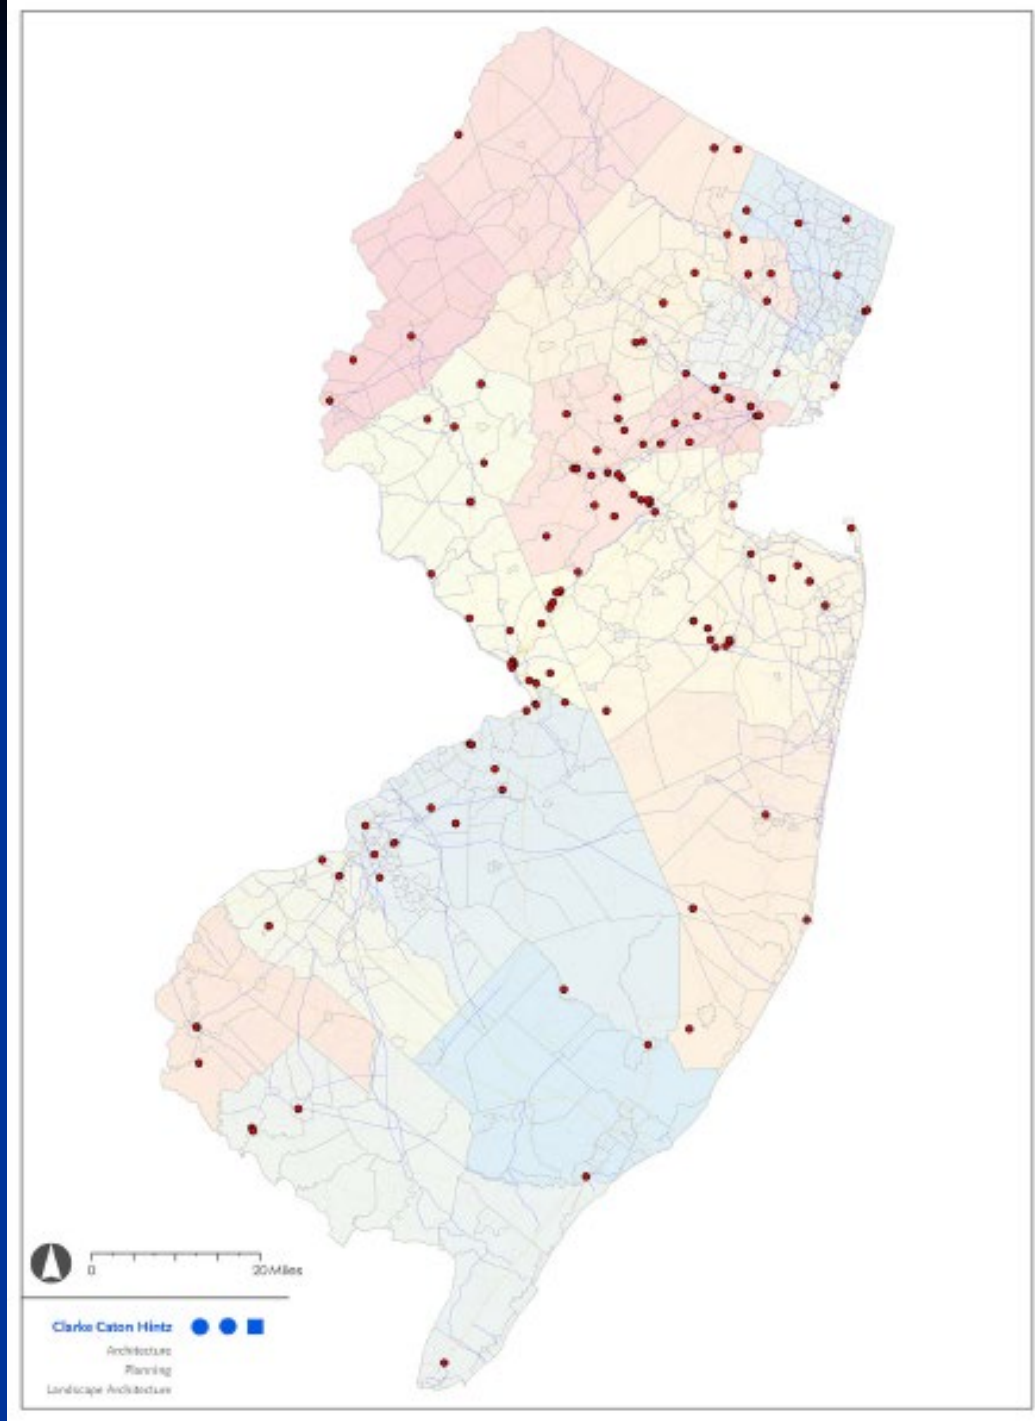 0 20 Miles
Clarke Caton Hintz
Architecture
Planning
Landscape Architecture